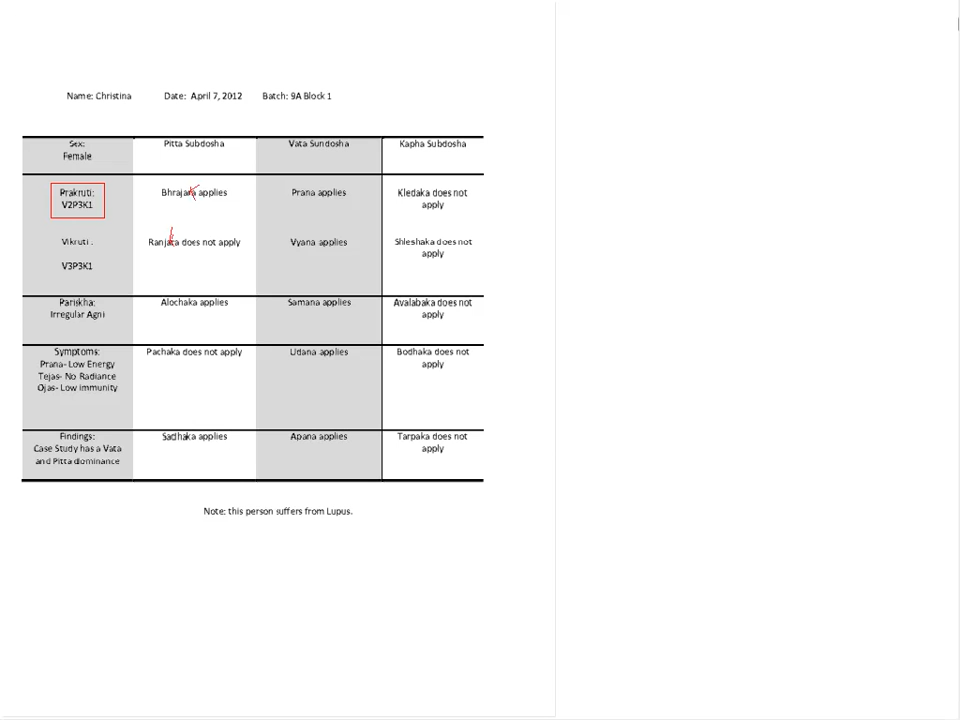 Name: Christina Date: April 7, 2012 Batch: 9A Block 1
Sex: Pitta Subdosha Vata Sundosha Kapha Subdosha
Female
Prakruti: Bhrajara applies Prana applies Kledaka does not
V2P3K1 apply
Vikruti . Ranjara does not apply Vyana applies Shleshaka does not
apply
V3P3K1
Pariskha: Alochaka applies Samana applies Avalabaka does not
Irregular Agni apply
Symptoms: Pachaka does not apply Udana applies Bodhaka does not
Prana- Low Energy apply
Tejas- No Radiance
Ojas- Low immunity
Findings: Sadhaka applies Apana applies Tarpaka does not
Case Study has a Vata apply
and Pitta dominance
Note: this person suffers from Lupus.